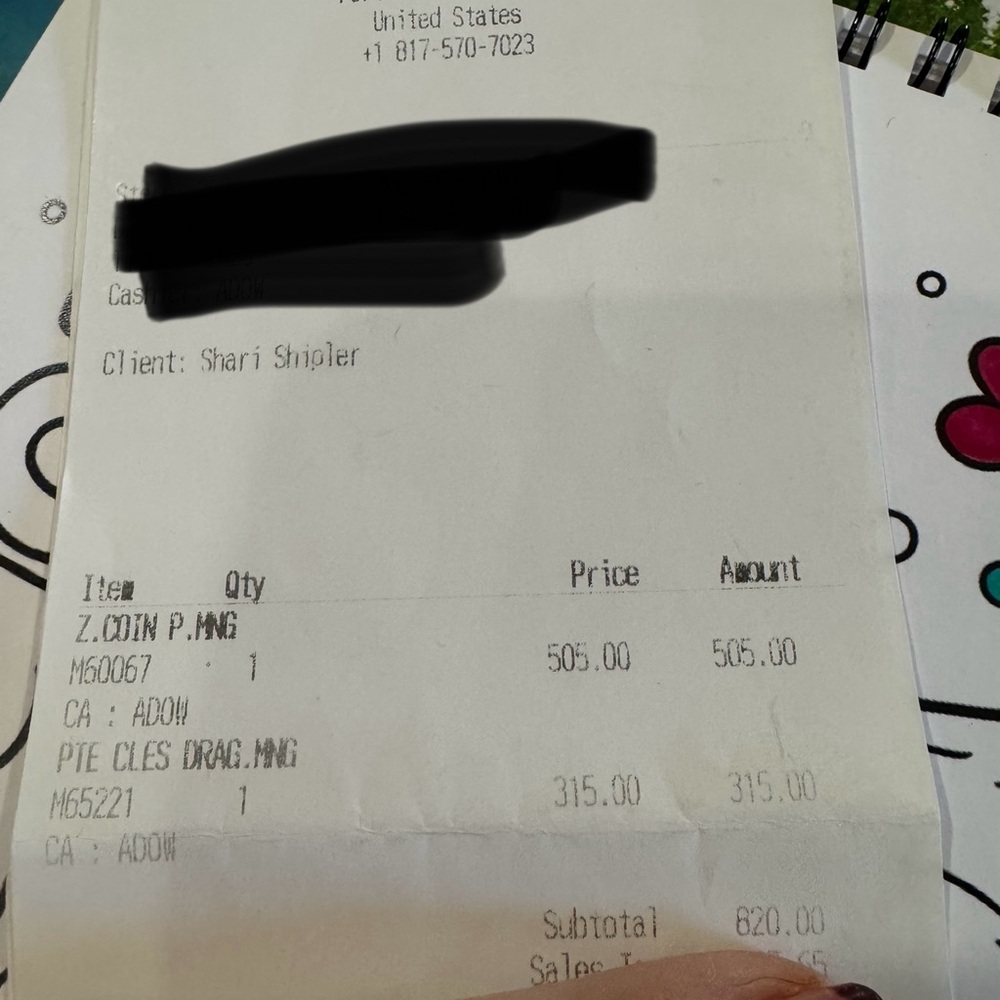 United States
+1 817-570-7023
Client: Shari Shipler
Item Qty Price Amount
Z.COIN P.MNG
M60067 1 505.00 505.00
CA : ADOW
PTE CLES DRAG.MNG
M65221 1 315.00 315.00
CA : ADOW
Subtotal 820.00
Sales